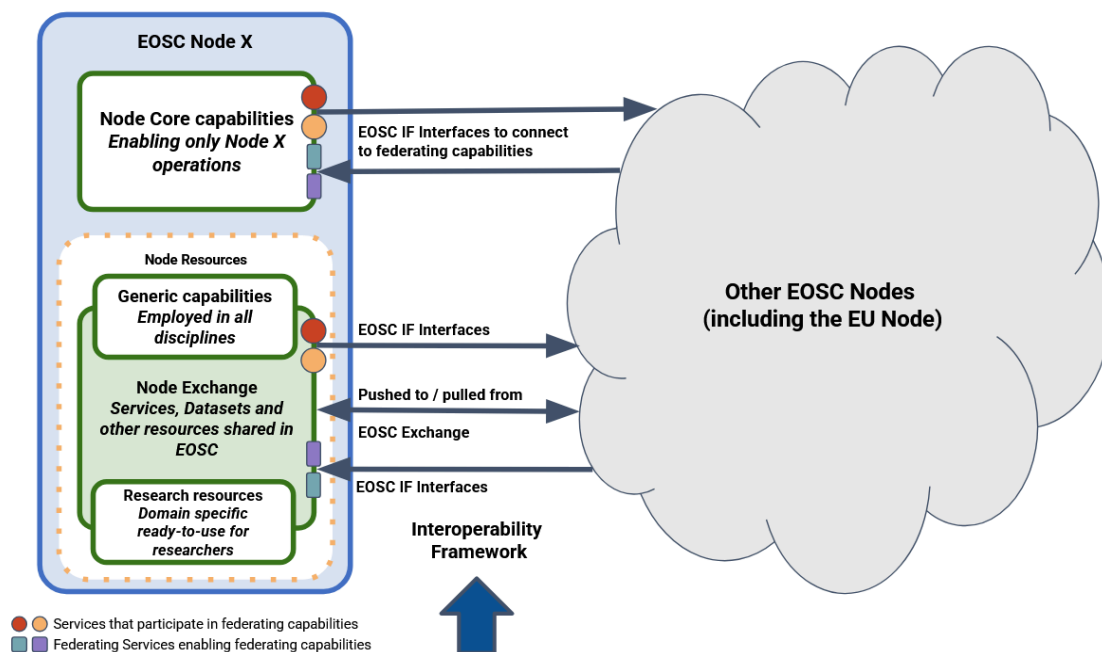 EOSC Node X
Node Core capabilities
Enabling only Node X
operations
EOSC IF Interfaces to connect
to federating capabilities
Node Resources
Generic capabilities
Employed in all
disciplines
EOSC IF Interfaces
Node Exchange
Services, Datasets and
other resources shared in
EOSC
Pushed to / pulled from
EOSC Exchange
EOSC IF Interfaces
Research resources
Domain specific
ready-to-use for
researchers
Other EOSC Nodes
(including the EU Node)
Interoperability
Framework
Services that participate in federating capabilities
Federating Services enabling federating capabilities